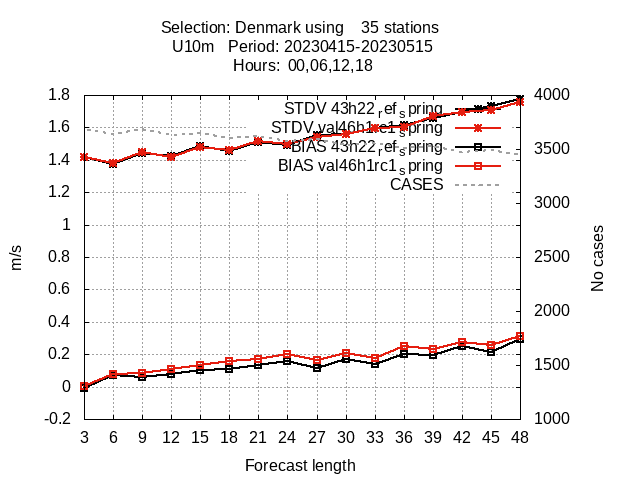 Selection: Denmark using    35 stations
U10m   Period: 20230415-20230515
Hours:  00,06,12,18
STDV 43h22_ref_spring
STDV val46h1rc1_spring
BIAS 43h22_ref_spring
BIAS val46h1rc1_spring
CASES
1.8
1.6
1.4
1.2
1
0.8
0.6
0.4
0.2
0
-0.2
m/s
4000
3500
3000
2500
2000
1500
1000
No cases
3 6 9 12 15 18 21 24 27 30 33 36 39 42 45 48
Forecast length